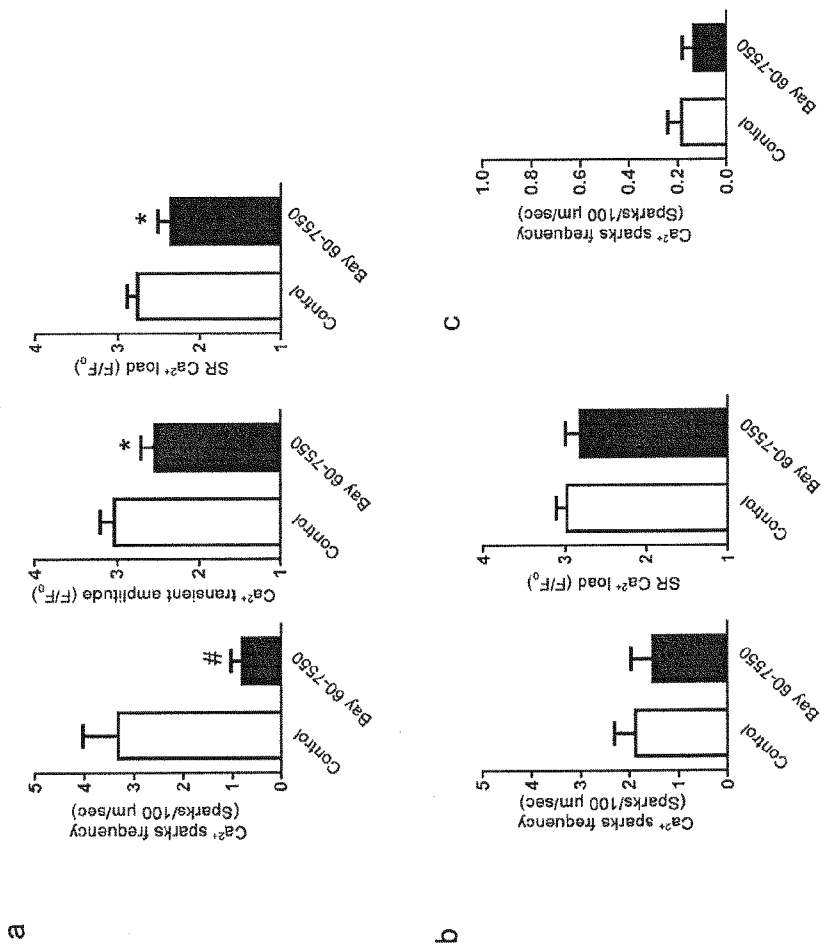 a
Ca²⁺ sparks frequency
(Sparks/100 µm/sec)
5
4
3
2
1
0
#
Control
Bay 60-7550
Ca²⁺ transient amplitude (F/F₀)
4
3
2
1
*
Control
Bay 60-7550
SR Ca²⁺ load (F/F₀)
4
3
2
1
*
Control
Bay 60-7550
b
Ca²⁺ sparks frequency
(Sparks/100 µm/sec)
5
4
3
2
1
0
Control
Bay 60-7550
SR Ca²⁺ load (F/F₀)
4
3
2
1
Control
Bay 60-7550
c
Ca²⁺ sparks frequency
(Sparks/100 µm/sec)
1.0
0.8
0.6
0.4
0.2
0.0
Control
Bay 60-7550